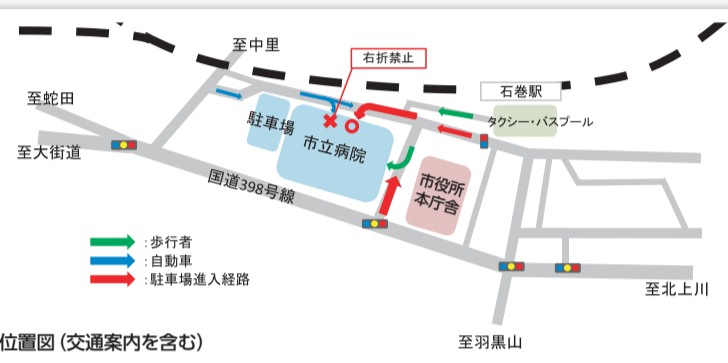 至中里
右折禁止
石巻駅
至蛇田
駐車場
タクシー・バスプール
市立病院
至大街道
市役所
本庁舎
国道398号線
:歩行者
:自動車
:駐車場進入経路
至北上川
至羽黒山
位置図(交通案内を含む)